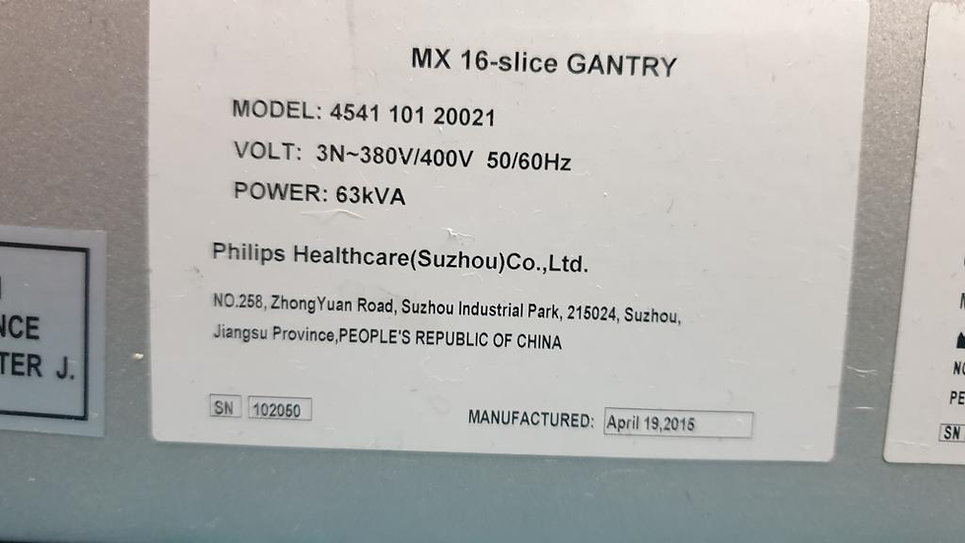 MX 16-slice GANTRY
MODEL: 4541 101 20021
VOLT: 3N~380V/400V 50/60Hz
POWER: 63kVA
Philips Healthcare(Suzhou)Co.,Ltd.
NO.258, ZhongYuan Road, Suzhou Industrial Park, 215024, Suzhou,
Jiangsu Province,PEOPLE'S REPUBLIC OF CHINA
SN 102050
MANUFACTURED: April 19,2015
NCE
TER J.
SN